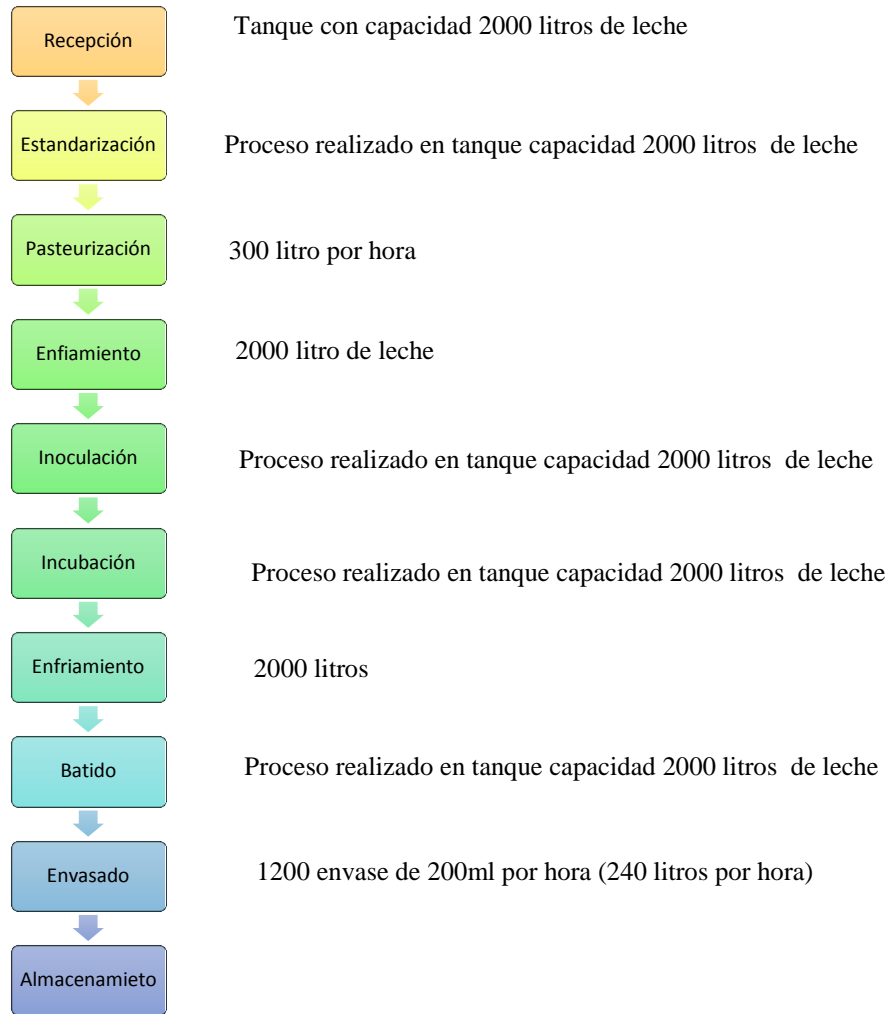 Recepción
Tanque con capacidad 2000 litros de leche
Estandarización
Proceso realizado en tanque capacidad 2000 litros  de leche
Pasteurización
300 litro por hora
Enfiamiento
2000 litro de leche
Inoculación
Proceso realizado en tanque capacidad 2000 litros  de leche
Incubación
Proceso realizado en tanque capacidad 2000 litros  de leche
Enfriamiento
2000 litros
Batido
Proceso realizado en tanque capacidad 2000 litros  de leche
Envasado
1200 envase de 200ml por hora (240 litros por hora)
Almacenamieto